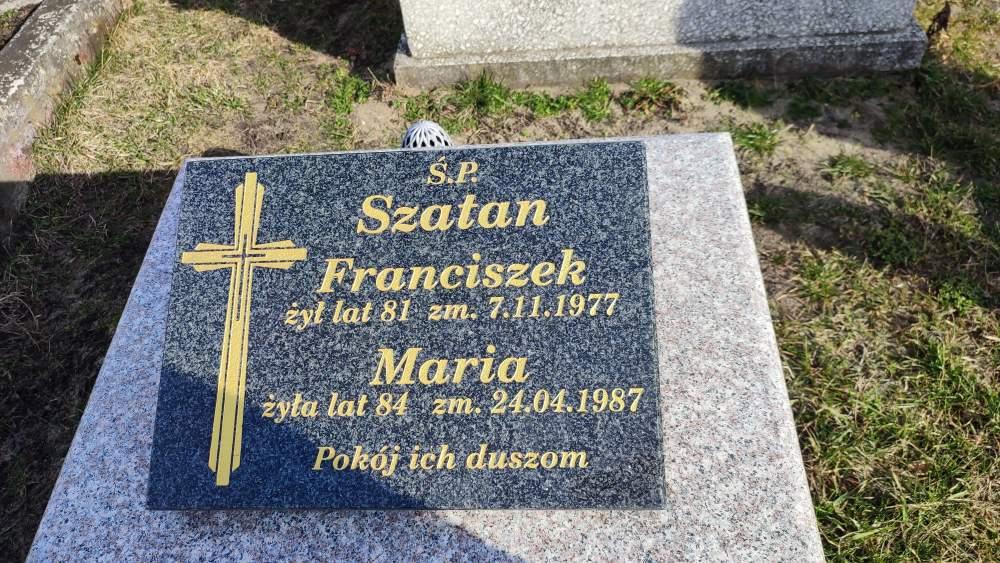 Ś.P.
Szatan
Franciszek
żył lat 81 zm. 7.11.1977
Maria
żyła lat 84 zm. 24.04.1987
Pokój ich duszom